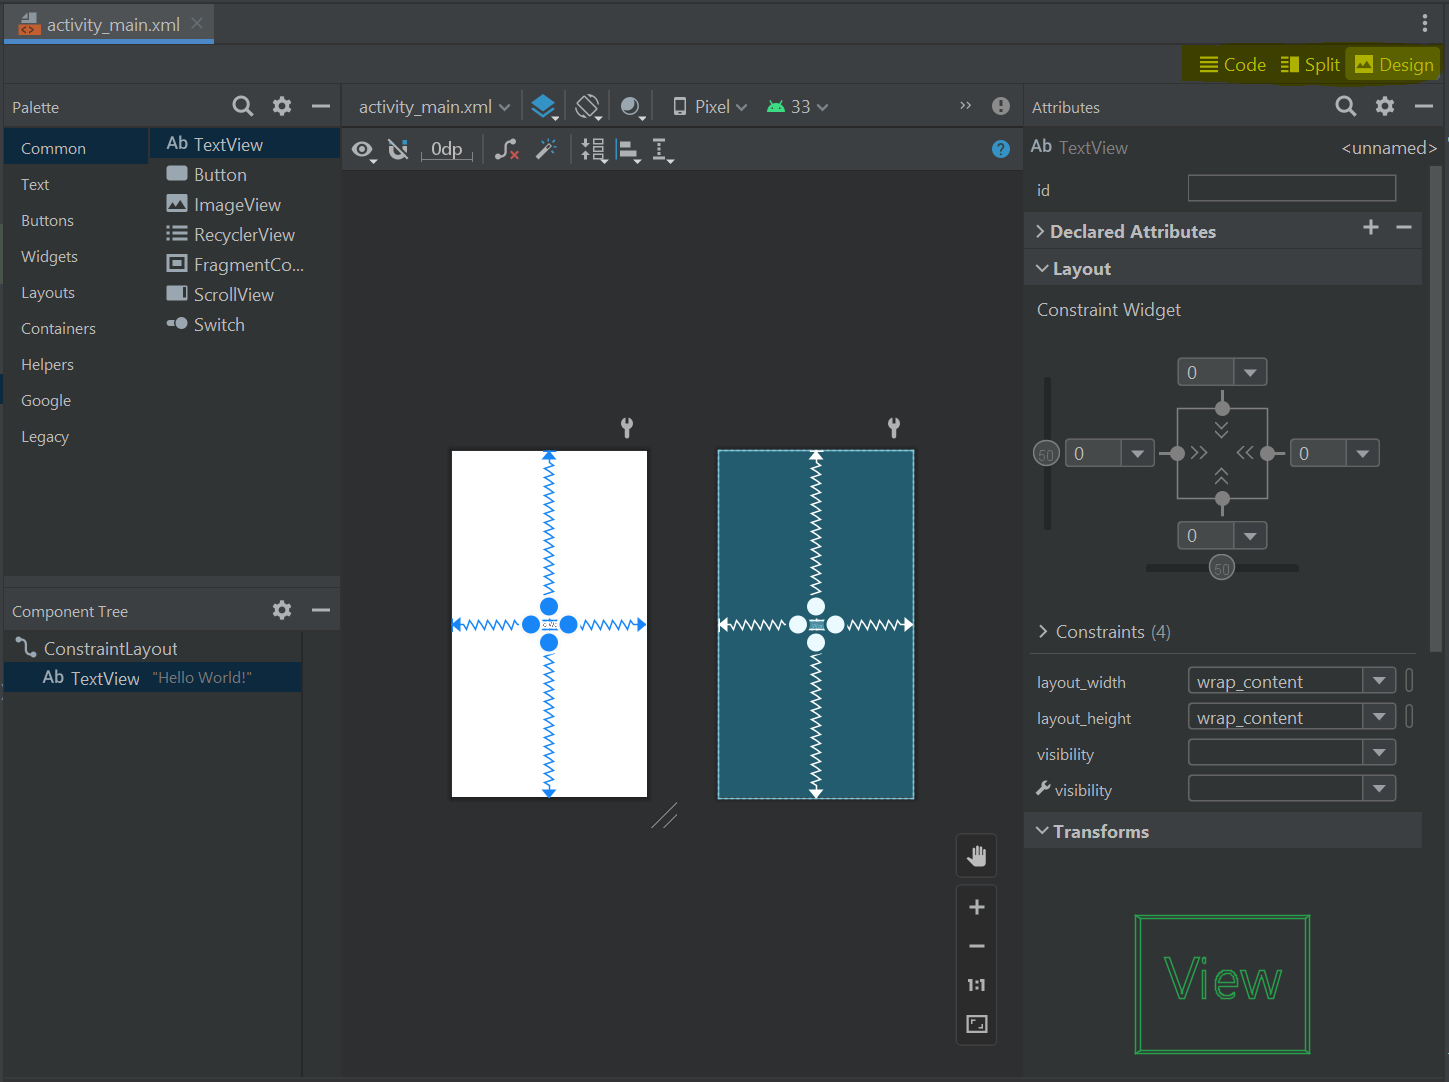 activity_main.xml
Code Split Design
Palette
activity_main.xml Pixel 33
Attributes
Common
Text
Buttons
Widgets
Layouts
Containers
Helpers
Google
Legacy
Ab TextView
Button
ImageView
RecyclerView
FragmentCo...
ScrollView
Switch
0dp
?
Ab TextView <unnamed>
id
Declared Attributes
Layout
Constraint Widget
0
50 0 0
0
50
Constraints (4)
layout_width wrap_content
layout_height wrap_content
visibility
visibility
Transforms
View
Component Tree
ConstraintLayout
Ab TextView "Hello World!"
1:1